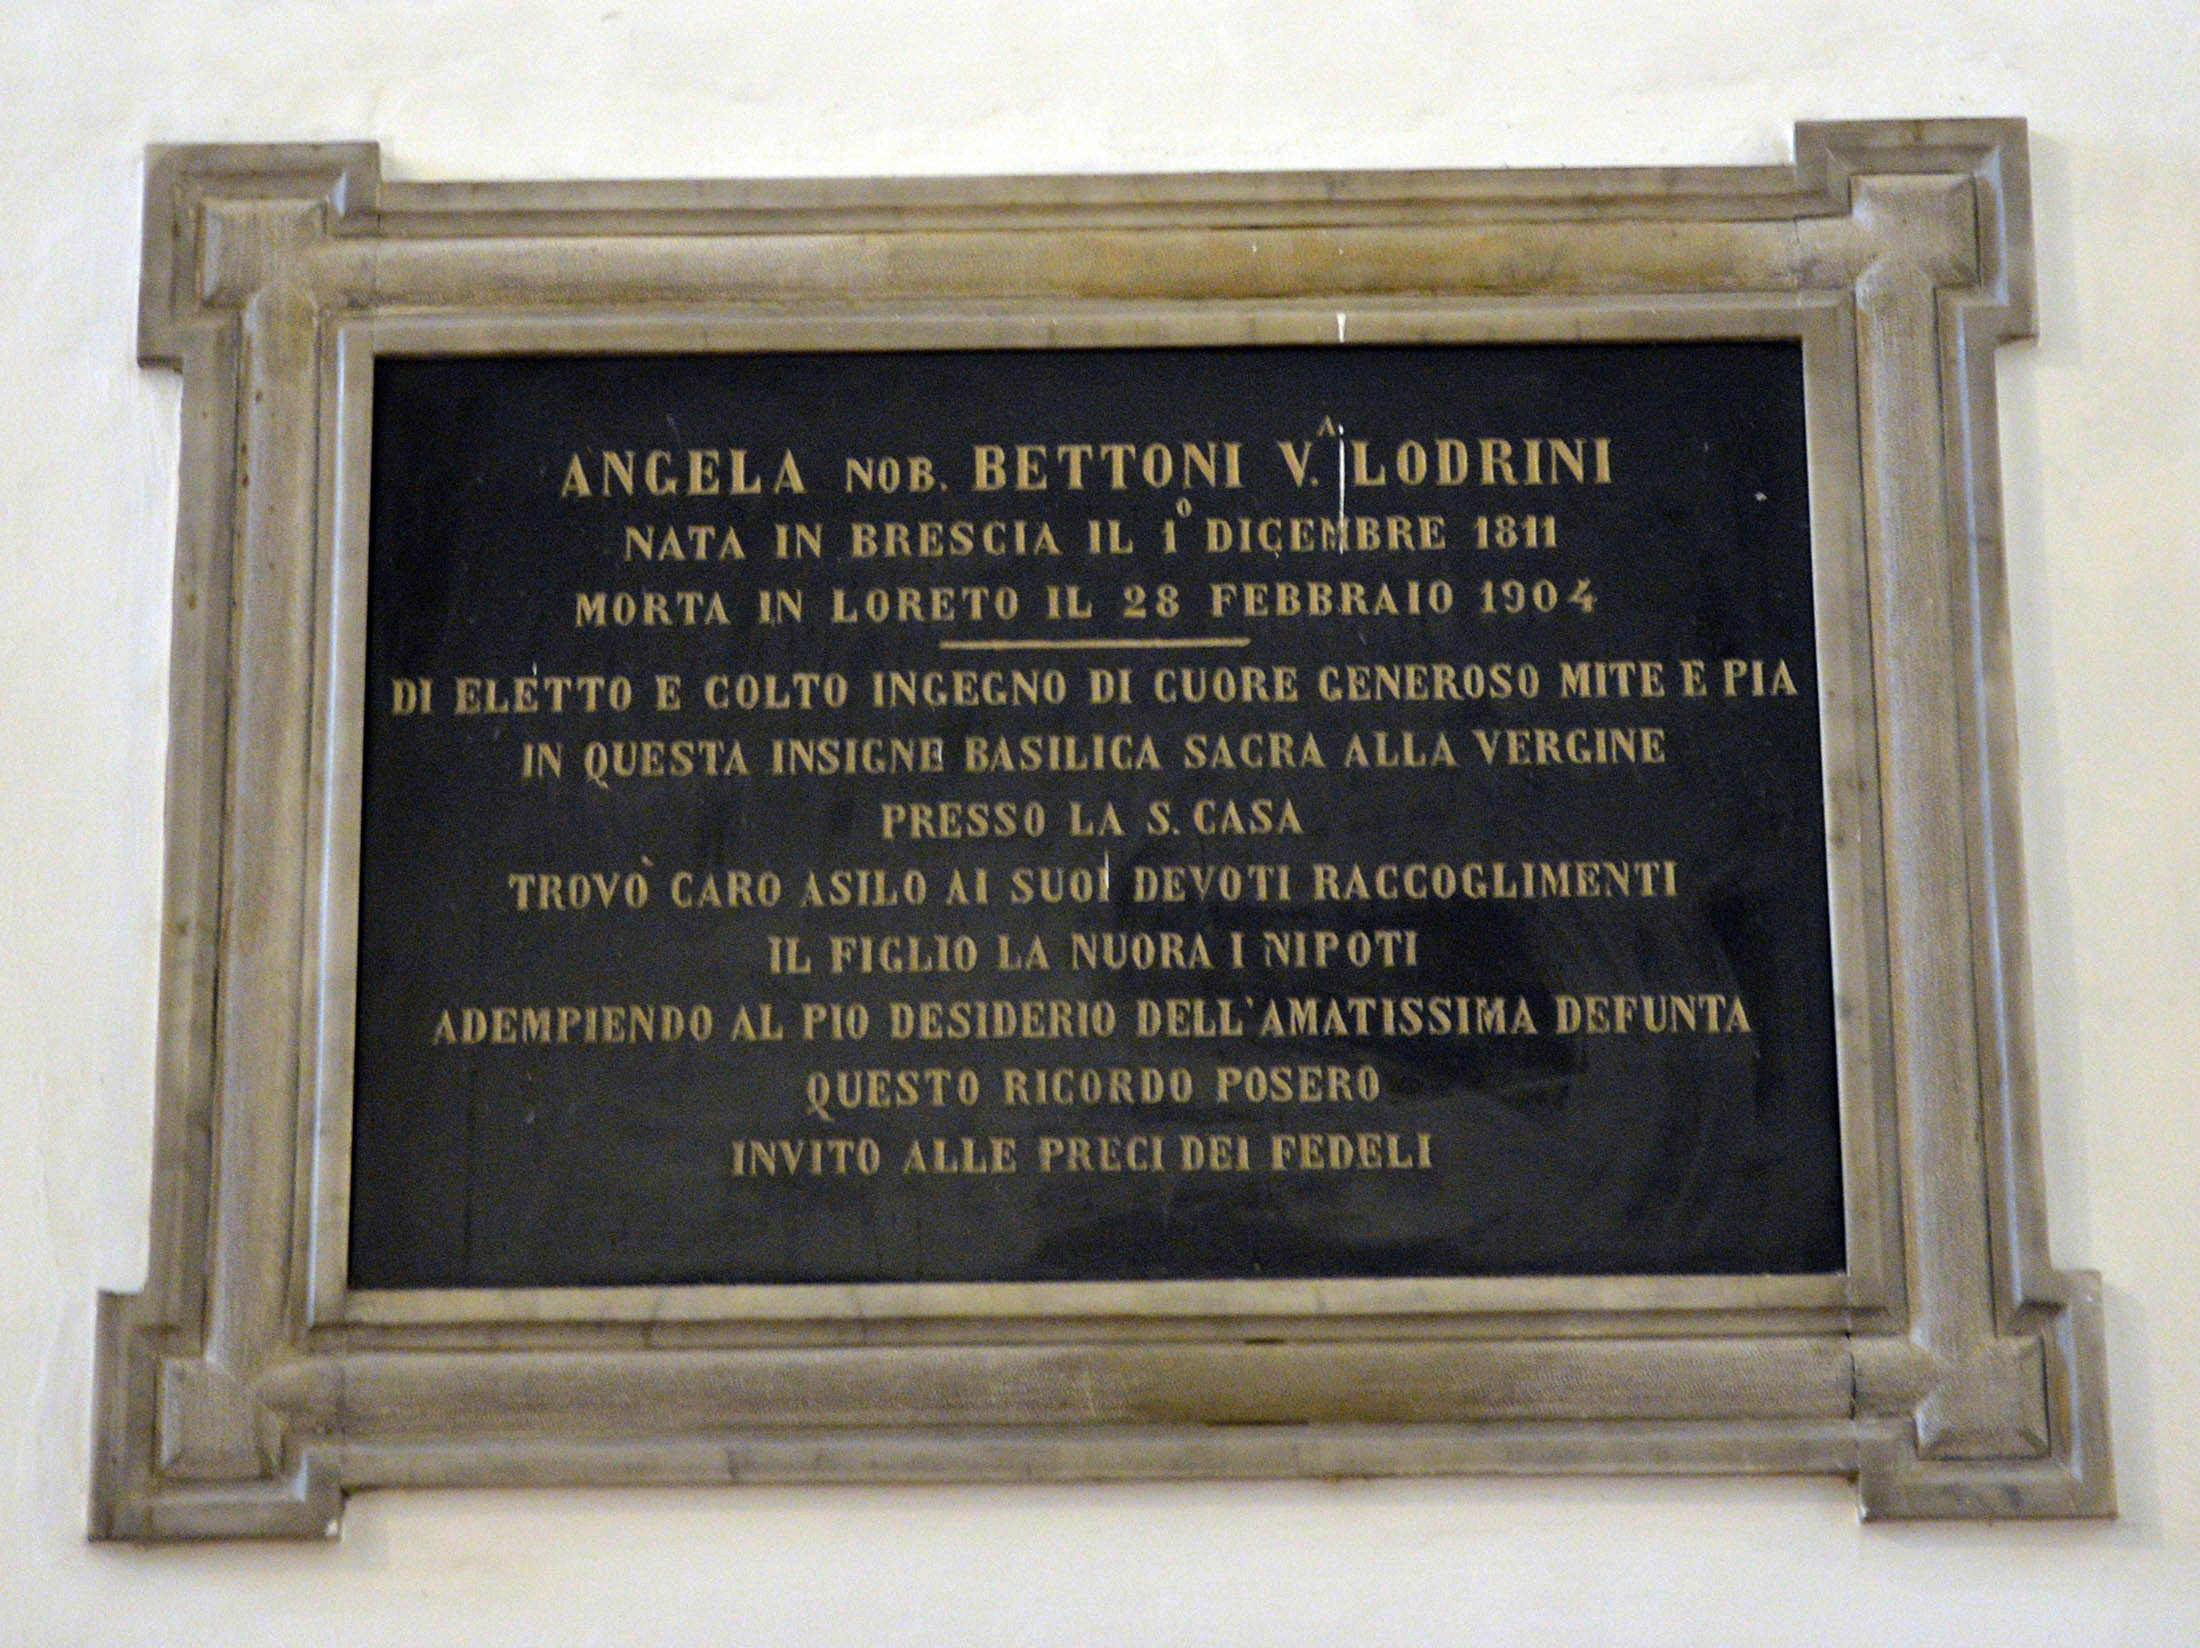 ANGELA NOB. BETTONI V.A LODRINI
NATA IN BRESCIA IL 1º DICEMBRE 1811
MORTA IN LORETO IL 28 FEBBRAIO 1904
DI ELETTO E COLTO INGEGNO DI CUORE GENEROSO MITE E PIA
IN QUESTA INSIGNE BASILICA SACRA ALLA VERGINE
PRESSO LA S. CASA
TROVÒ CARO ASILO AI SUOI DEVOTI RACCOGLIMENTI
IL FIGLIO LA NUORA I NIPOTI
ADEMPIENDO AL PIO DESIDERIO DELL'AMATISSIMA DEFUNTA
QUESTO RICORDO POSERO
INVITO ALLE PRECI DEI FEDELI